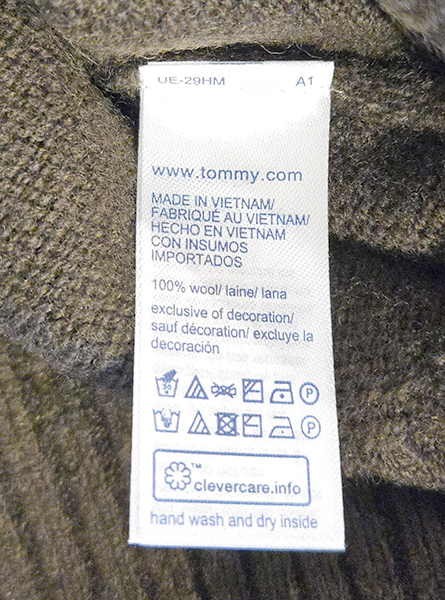 UE-29HM A1
www.tommy.com
MADE IN VIETNAM/
FABRIQUÉ AU VIETNAM/
HECHO EN VIETNAM
CON INSUMOS
IMPORTADOS
100% wool/ laine/ lana
exclusive of decoration/
sauf décoration/ excluye la
decoración
P
P
™
clevercare.info
hand wash and dry inside